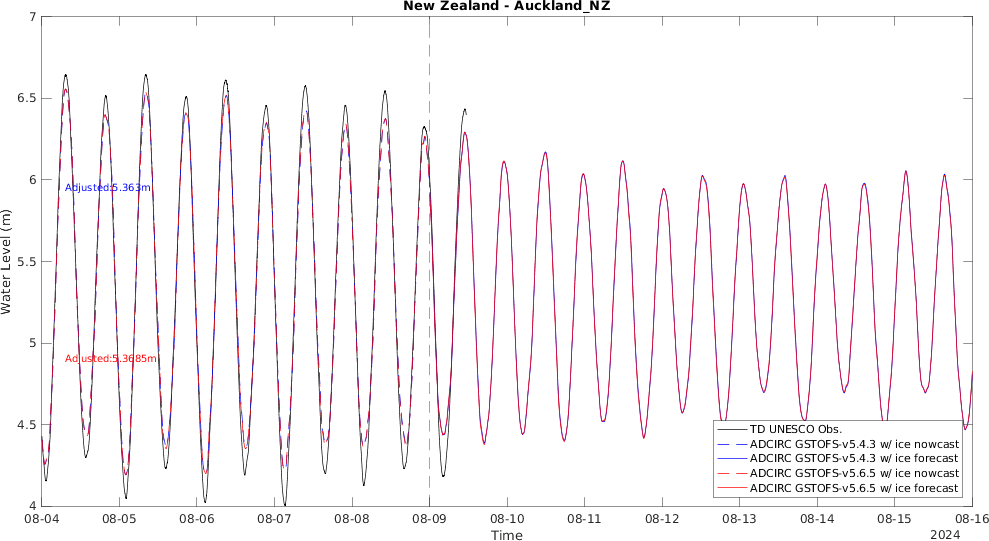 New Zealand - Auckland_NZ
7
6.5
6
5.5
5
4.5
4
Water Level (m)
Adjusted:5.363m
Adjusted:5.3685m
TD UNESCO Obs.
ADCIRC GSTOFS-v5.4.3 w/ ice nowcast
ADCIRC GSTOFS-v5.4.3 w/ ice forecast
ADCIRC GSTOFS-v5.6.5 w/ ice nowcast
ADCIRC GSTOFS-v5.6.5 w/ ice forecast
08-04 08-05 08-06 08-07 08-08 08-09 08-10 08-11 08-12 08-13 08-14 08-15 08-16
Time
2024